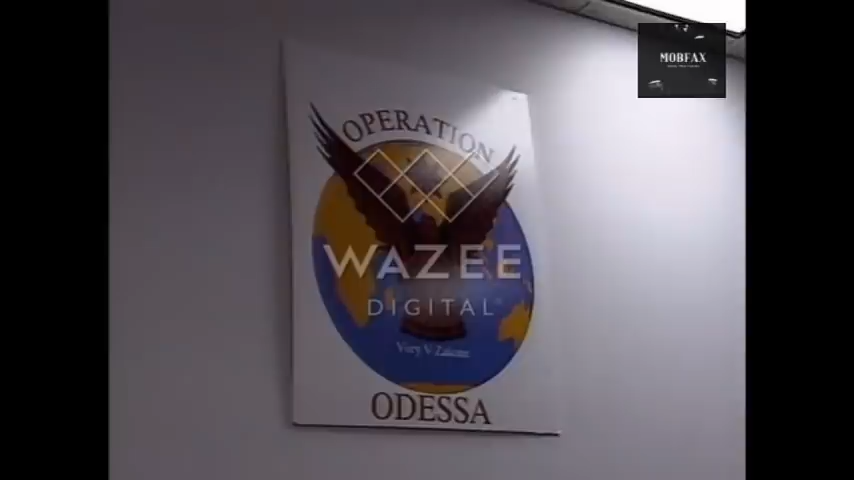 MOBFAX
OPERATION
WAZEE
DIGITAL
ODESSA